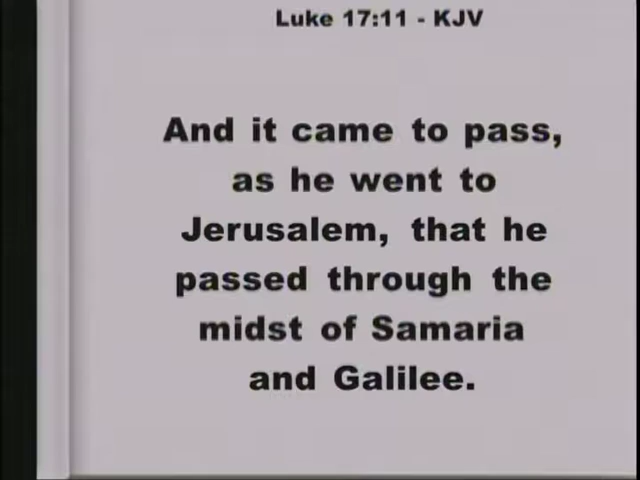 Luke 17:11 - KJV
And it came to pass,
as he went to
Jerusalem, that he
passed through the
midst of Samaria
and Galilee.